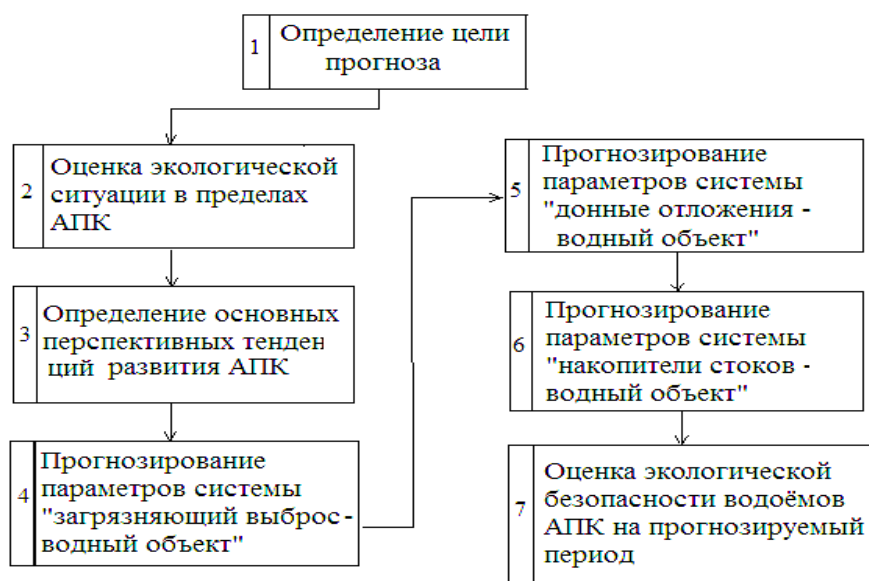 1
Определение цели
прогноза
2
Оценка экологической
ситуации в пределах
АПК
3
Определение основных
перспективных тенден
ций развития АПК
4
Прогнозирование
параметров системы
"загрязняющий выброс -
водный объект"
5
Прогнозирование
параметров системы
"донные отложения -
водный объект"
6
Прогнозирование
параметров системы
"накопители стоков -
водный объект"
7
Оценка экологической
безопасности водоёмов
АПК на прогнозируемый
период